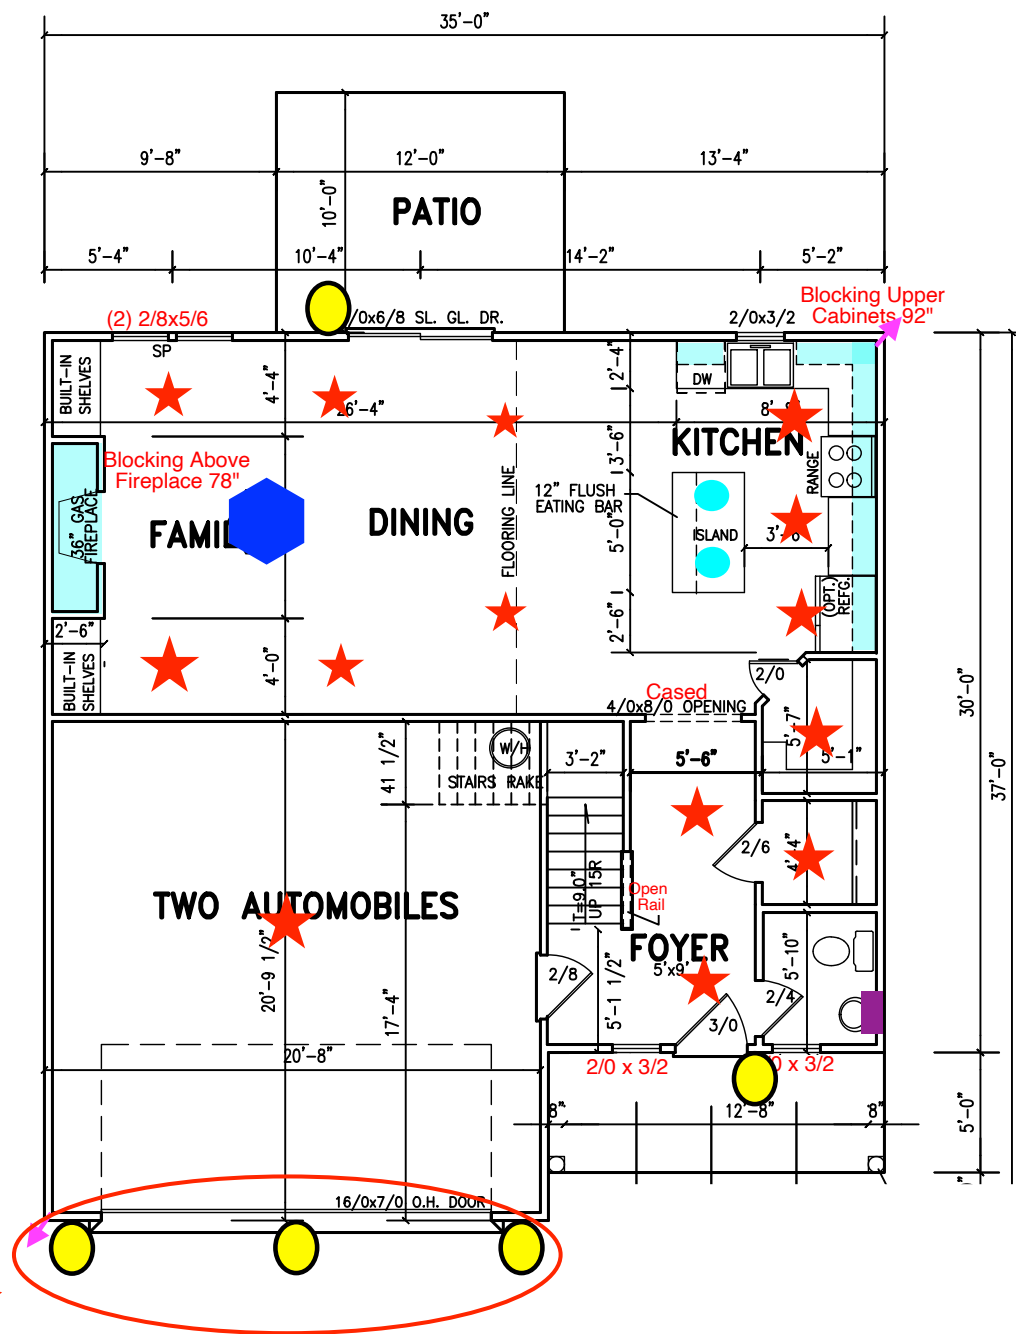 35'-0"
9'-8"
12'-0"
13'-4"
10'-0"
PATIO
5'-4"
10'-4"
14'-2"
5'-2"
Blocking Upper
Cabinets 92"
(2) 2/8x5/6
/0x6/8 SL. GL. DR.
2/0x3/2
SP
BUILT-IN
SHELVES
4'-4"
2'-4"
DW
26'-4"
8'-
KITCHEN
3'-6"
RANGE
Blocking Above
Fireplace 78"
36" GAS
FIREPLACE
FAMIL
DINING
FLOORING LINE
12" FLUSH
EATING BAR
5'-0"
ISLAND
3'-6"
(OPT.)
REFG.
2'-6"
2'-6"
BUILT-IN
SHELVES
4'-0"
2/0
Cased
4/0x8/0 OPENING
30'-0"
37'-0"
41 1/2"
W/H
STAIRS RAKE
3'-2"
5'-6"
5'-7"
5'-1"
2/6
4'-4"
T=9.0"
UP 15R
Open
Rail
TWO AUTOMOBILES
20'-9 1/2"
FOYER
5'x9'
5'-10"
2/8
5'-1 1/2"
2/4
3/0
17'-4"
20'-8"
2/0 x 3/2
0 x 3/2
8"
12'-8"
8"
5'-0"
16/0x7/0 O.H. DOOR